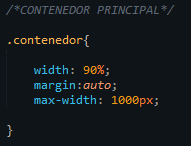 /*CONTENEDOR PRINCIPAL*/
.contenedor{
width: 90%;
margin:auto;
max-width: 1000px;
}